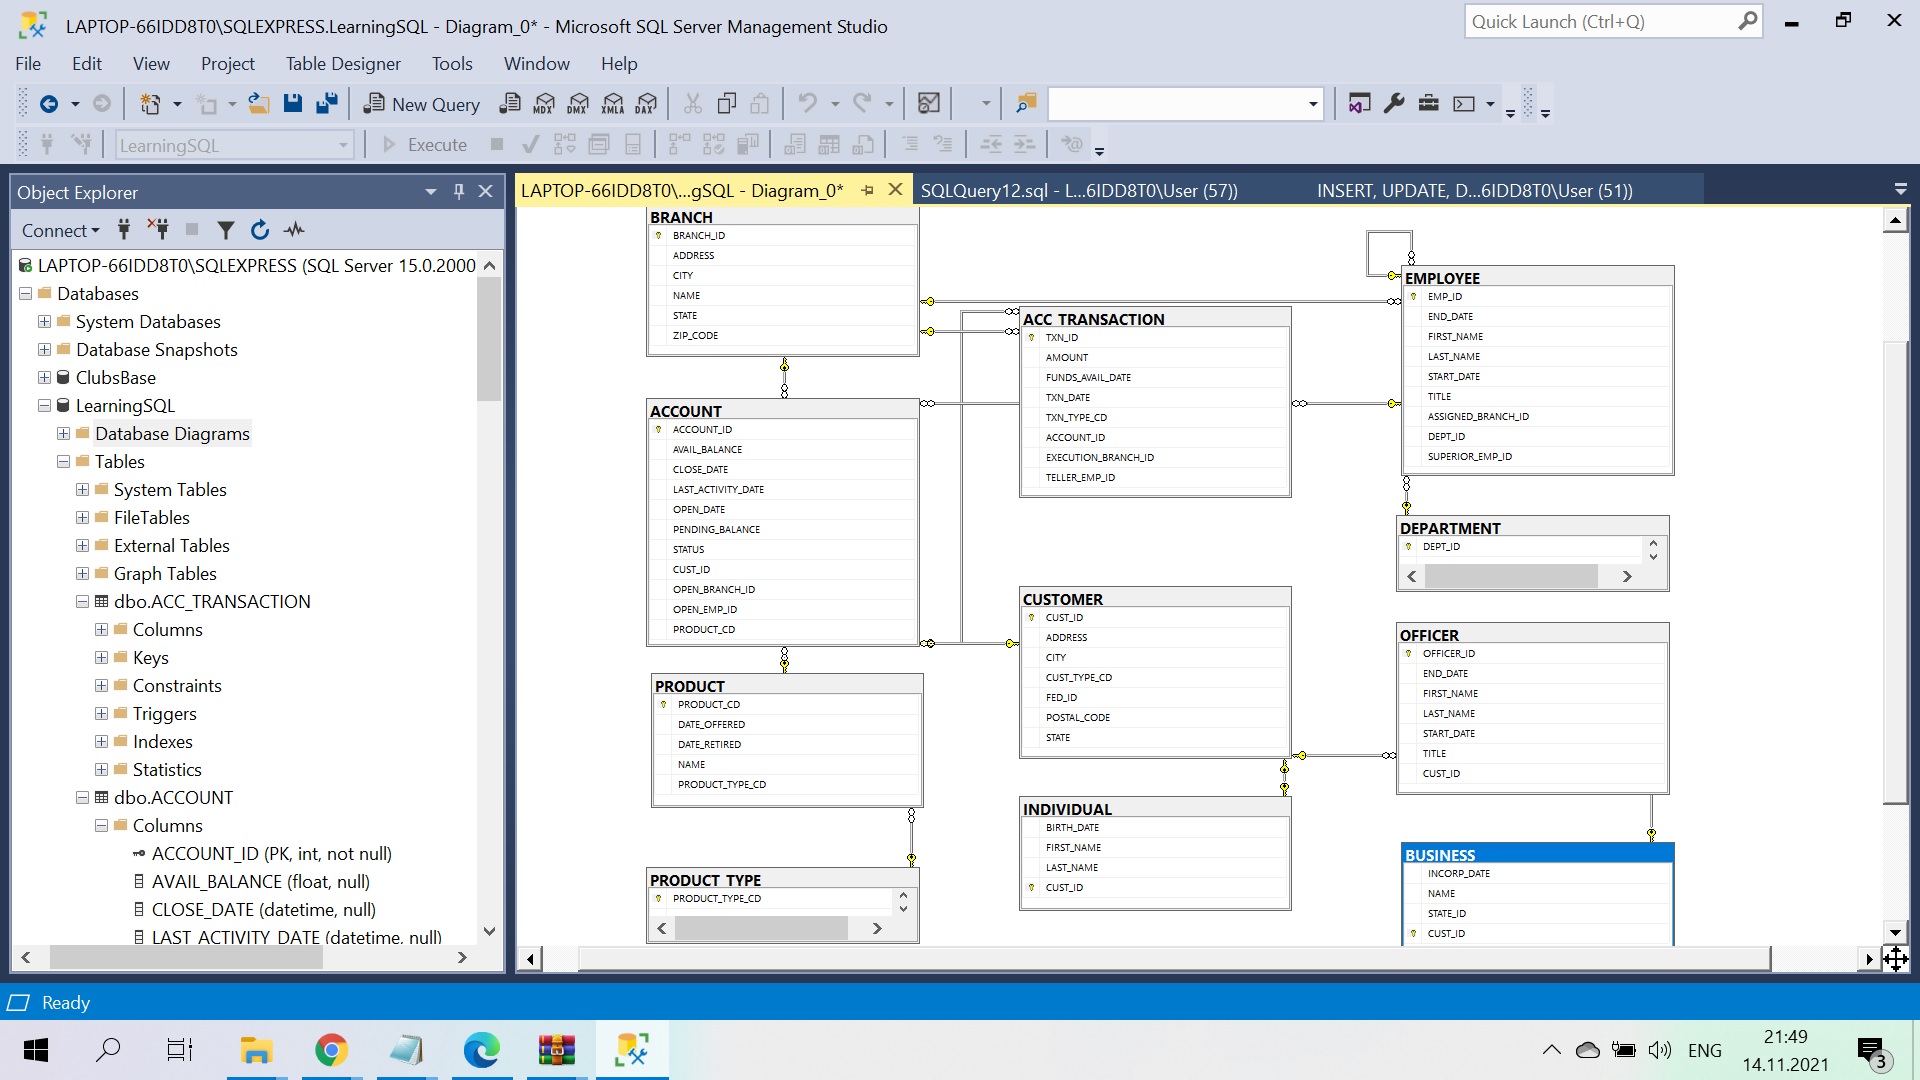 LAPTOP-66IDD8T0\SQLEXPRESS.LearningSQL - Diagram_0* - Microsoft SQL Server Management Studio
Quick Launch (Ctrl+Q)
File Edit View Project Table Designer Tools Window Help
New Query
MDX DMX XMLA DAX
LearningSQL
Execute
Object Explorer
LAPTOP-66IDD8T0\...gSQL - Diagram_0*
SQLQuery12.sql - L...6IDD8T0\User (57))
INSERT, UPDATE, D...6IDD8T0\User (51))
Connect
LAPTOP-66IDD8T0\SQLEXPRESS (SQL Server 15.0.2000
Databases
System Databases
Database Snapshots
ClubsBase
LearningSQL
Database Diagrams
Tables
System Tables
FileTables
External Tables
Graph Tables
dbo.ACC_TRANSACTION
Columns
Keys
Constraints
Triggers
Indexes
Statistics
dbo.ACCOUNT
Columns
ACCOUNT_ID (PK, int, not null)
AVAIL_BALANCE (float, null)
CLOSE_DATE (datetime, null)
LAST_ACTIVITY_DATE (datetime, null)
BRANCH
BRANCH_ID
ADDRESS
CITY
NAME
STATE
ZIP_CODE
ACCOUNT
ACCOUNT_ID
AVAIL_BALANCE
CLOSE_DATE
LAST_ACTIVITY_DATE
OPEN_DATE
PENDING_BALANCE
STATUS
CUST_ID
OPEN_BRANCH_ID
OPEN_EMP_ID
PRODUCT_CD
PRODUCT
PRODUCT_CD
DATE_OFFERED
DATE_RETIRED
NAME
PRODUCT_TYPE_CD
PRODUCT_TYPE
PRODUCT_TYPE_CD
ACC_TRANSACTION
TXN_ID
AMOUNT
FUNDS_AVAIL_DATE
TXN_DATE
TXN_TYPE_CD
ACCOUNT_ID
EXECUTION_BRANCH_ID
TELLER_EMP_ID
CUSTOMER
CUST_ID
ADDRESS
CITY
CUST_TYPE_CD
FED_ID
POSTAL_CODE
STATE
INDIVIDUAL
BIRTH_DATE
FIRST_NAME
LAST_NAME
CUST_ID
EMPLOYEE
EMP_ID
END_DATE
FIRST_NAME
LAST_NAME
START_DATE
TITLE
ASSIGNED_BRANCH_ID
DEPT_ID
SUPERIOR_EMP_ID
DEPARTMENT
DEPT_ID
OFFICER
OFFICER_ID
END_DATE
FIRST_NAME
LAST_NAME
START_DATE
TITLE
CUST_ID
BUSINESS
INCORP_DATE
NAME
STATE_ID
CUST_ID
Ready
ENG
21:49
14.11.2021
3